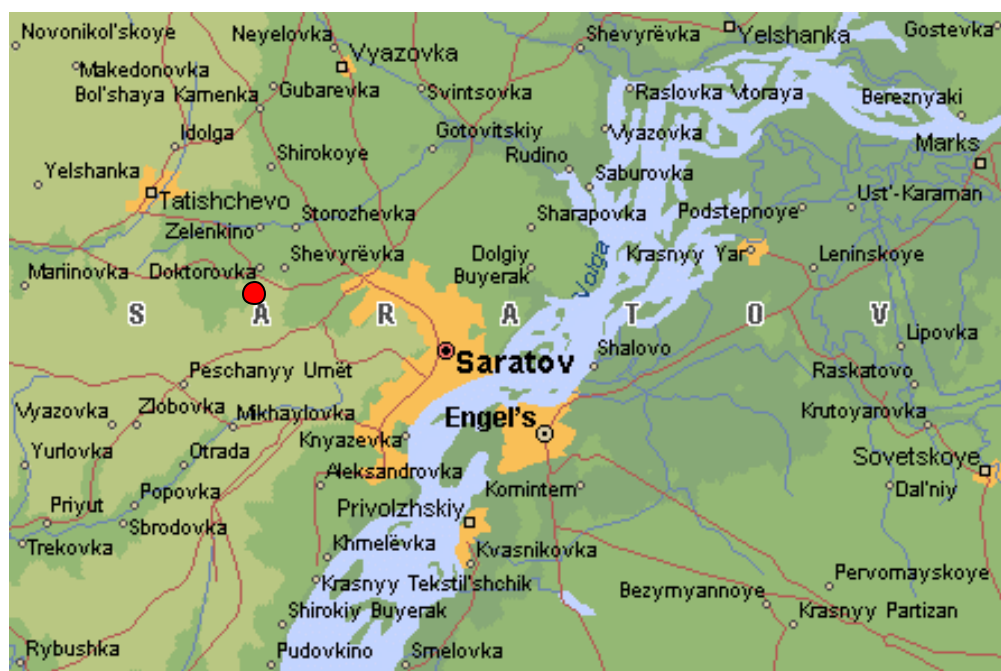 Novonikol'skoye
Neyelovka
Shevyrëvka
Yelshanka
Gostevka
Vyazovka
Makedonovka
Bol'shaya Kamenka
Gubarevka
Svintsovka
Raslovka Vtoraya
Bereznyaki
Idolga
Gotovitskiy
Vyazovka
Marks
Yelshanka
Shirokoye
Rudino
Saburovka
Tatishchevo
Storozhevka
Sharapovka
Podstepnoye
Ust'-Karaman
Zelenkino
Mariinovka
Doktorovka
Shevyrëvka
Dolgiy
Buyerak
Volga
Krasnyy Yar
Leninskoye
S A R A T O V
Lipovka
Saratov
Shalovo
Peschanyy Umët
Raskatovo
Vyazovka
Zlobovka
Mikhaylovka
Engel's
Krutoyarovka
Knyazevka
Yurlovka
Otrada
Aleksandrovka
Sovetskoye
Komintern
Dal'niy
Popovka
Priyut
Sbrodovka
Privolzhskiy
Trekovka
Khmelëvka
Kvasnikovka
Krasnyy Tekstil'shchik
Bezymyannoye
Pervomayskoye
Shirokiy Buyerak
Krasnyy Partizan
Rybushka
Pudovkino
Smelovka